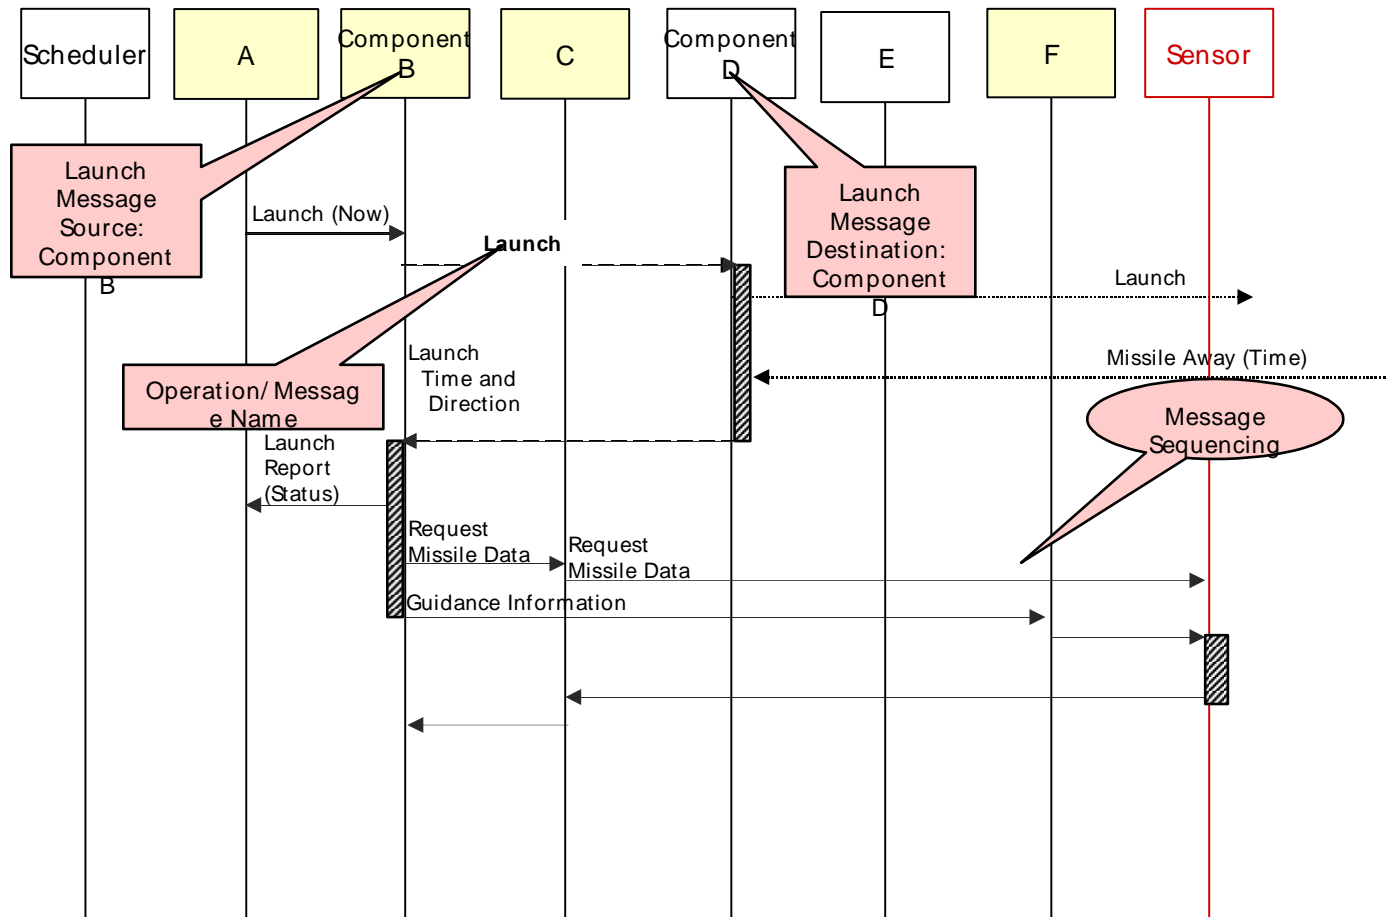 Scheduler
A
Component
B
C
Component
D
E
F
Sensor
Launch
Message
Source:
Component
B
Launch (Now)
Launch
Launch
Message
Destination:
Component
D
Launch
Missile Away (Time)
Launch
Time and
Direction
Operation/Messag
e Name
Message
Sequencing
Launch
Report
(Status)
Request
Missile Data
Request
Missile Data
Guidance Information